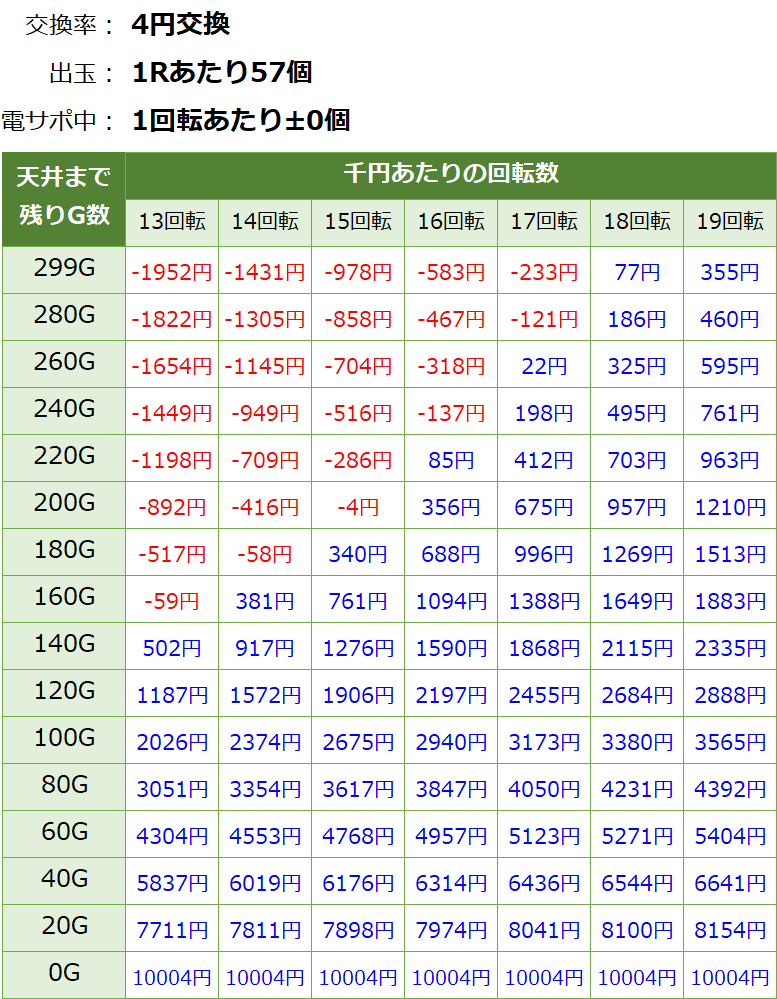 交換率： 4円交換
出玉： 1Rあたり57個
電サポ中： 1回転あたり±0個
天井まで残りG数 千円あたりの回転数
13回転 14回転 15回転 16回転 17回転 18回転 19回転
299G -1952円 -1431円 -978円 -583円 -233円 77円 355円
280G -1822円 -1305円 -858円 -467円 -121円 186円 460円
260G -1654円 -1145円 -704円 -318円 22円 325円 595円
240G -1449円 -949円 -516円 -137円 198円 495円 761円
220G -1198円 -709円 -286円 85円 412円 703円 963円
200G -892円 -416円 -4円 356円 675円 957円 1210円
180G -517円 -58円 340円 688円 996円 1269円 1513円
160G -59円 381円 761円 1094円 1388円 1649円 1883円
140G 502円 917円 1276円 1590円 1868円 2115円 2335円
120G 1187円 1572円 1906円 2197円 2455円 2684円 2888円
100G 2026円 2374円 2675円 2940円 3173円 3380円 3565円
80G 3051円 3354円 3617円 3847円 4050円 4231円 4392円
60G 4304円 4553円 4768円 4957円 5123円 5271円 5404円
40G 5837円 6019円 6176円 6314円 6436円 6544円 6641円
20G 7711円 7811円 7898円 7974円 8041円 8100円 8154円
0G 10004円 10004円 10004円 10004円 10004円 10004円 10004円